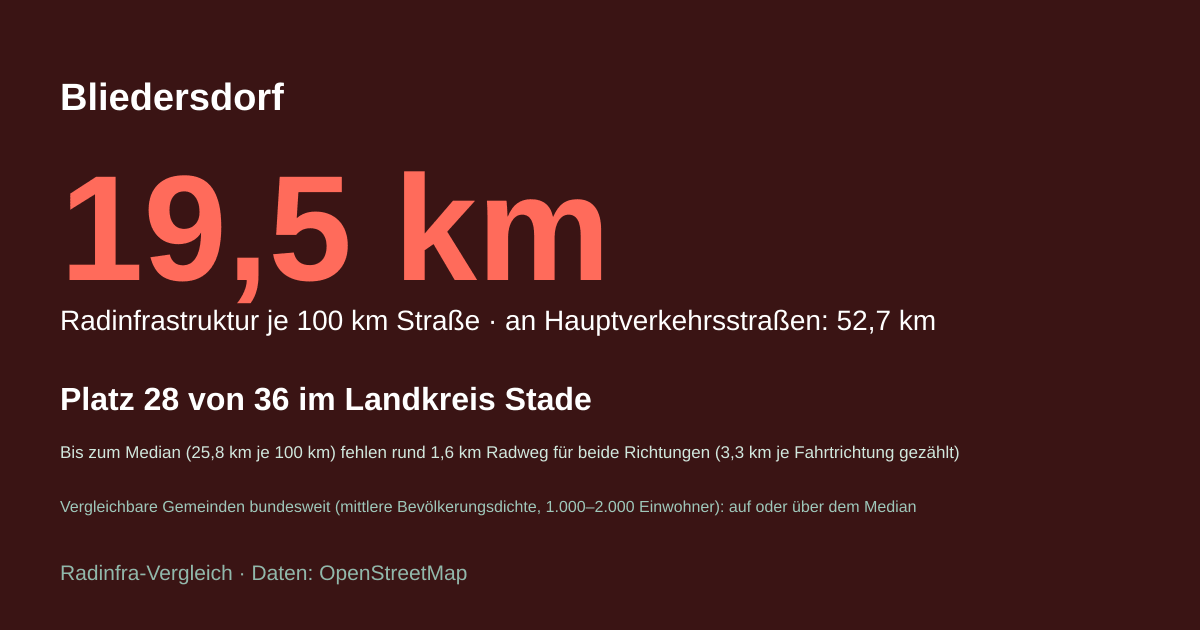 Bliedersdorf
19,5 km
Radinfrastruktur je 100 km Straße · an Hauptverkehrsstraßen: 52,7 km
Platz 28 von 36 im Landkreis Stade
Bis zum Median (25,8 km je 100 km) fehlen rund 1,6 km Radweg für beide Richtungen (3,3 km je Fahrtrichtung gezählt)
Vergleichbare Gemeinden bundesweit (mittlere Bevölkerungsdichte, 1.000–2.000 Einwohner): auf oder über dem Median
Radinfra-Vergleich · Daten: OpenStreetMap